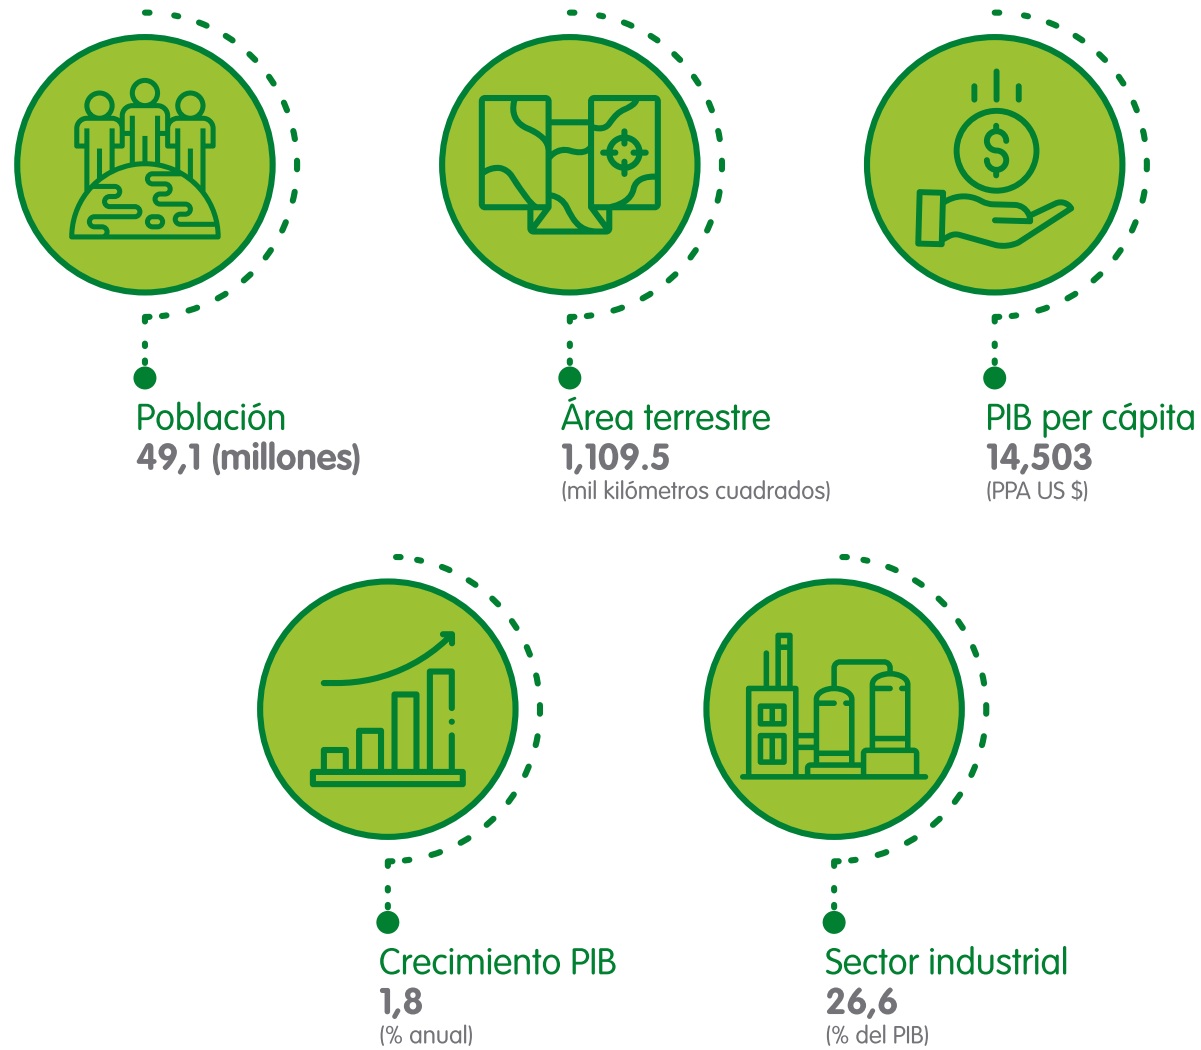 $
Población
49,1 (millones)
Área terrestre
1,109.5
(mil kilómetros cuadrados)
PIB per cápita
14,503
(PPA US $)
Crecimiento PIB
1,8
(% anual)
Sector industrial
26,6
(% del PIB)